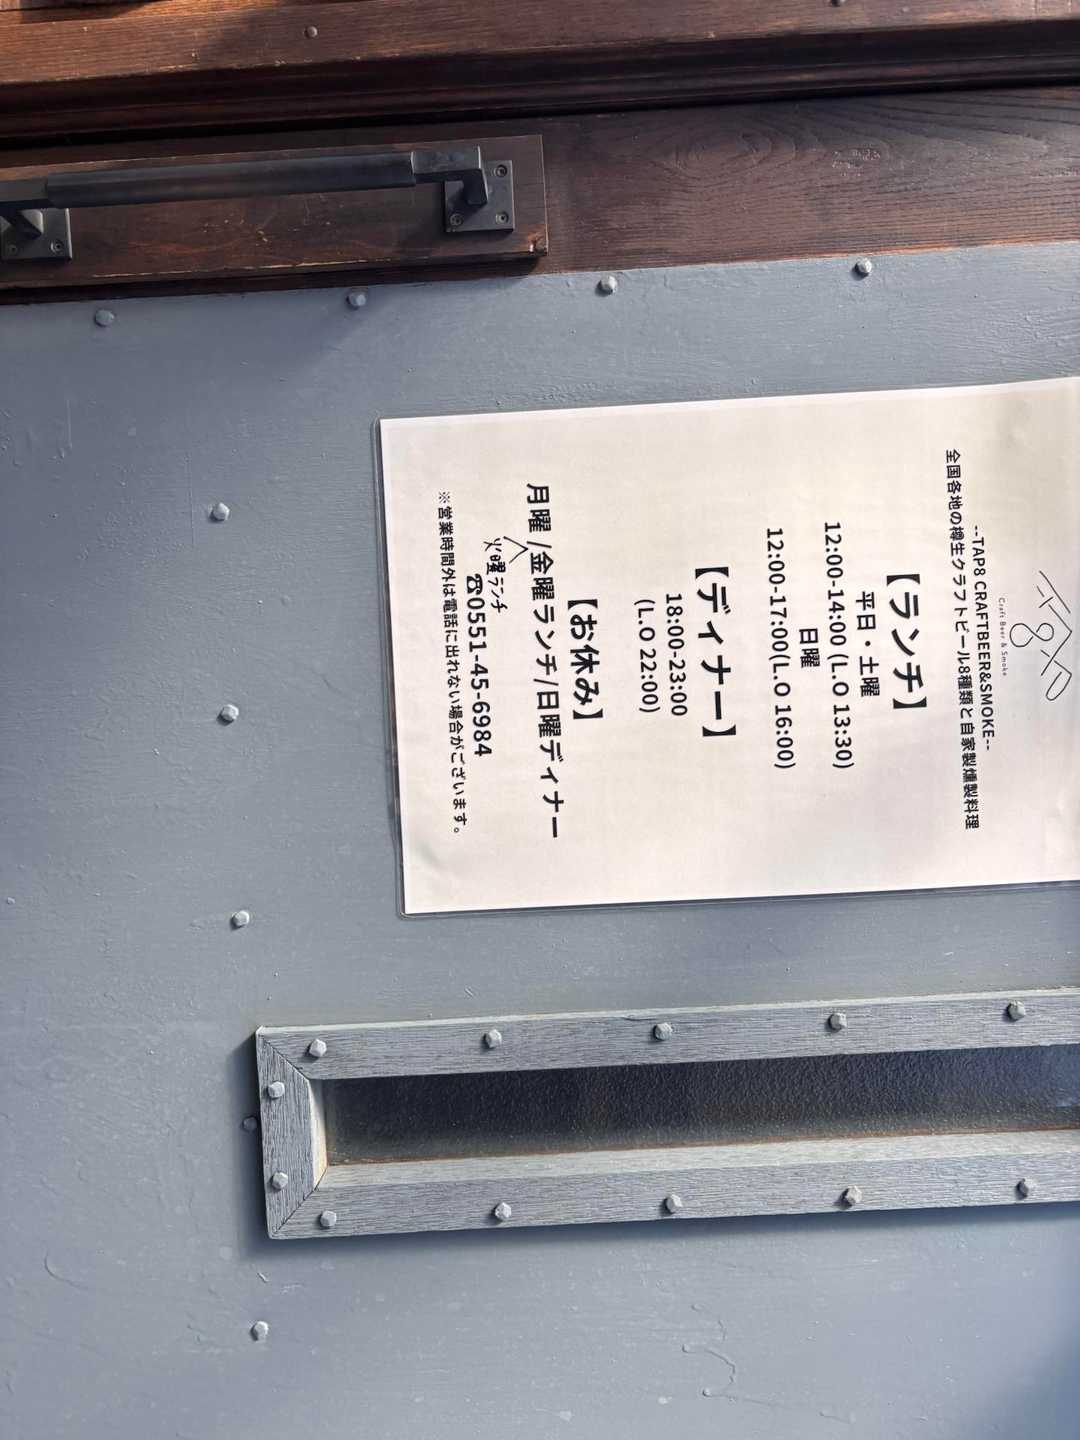 TAP8
Craft Beer & Smoke
--TAP8 CRAFTBEER&SMOKE--
全国各地の樽生クラフトビール8種類と自家製燻製料理
【ランチ】
平日・土曜
12:00-14:00 (L.O 13:30)
日曜
12:00-17:00(L.O 16:00)
【ディナー】
18:00-23:00
(L.O 22:00)
【お休み】
月曜 /金曜ランチ/日曜ディナー
火曜ランチ
☎0551-45-6984
※営業時間外は電話に出れない場合がございます。